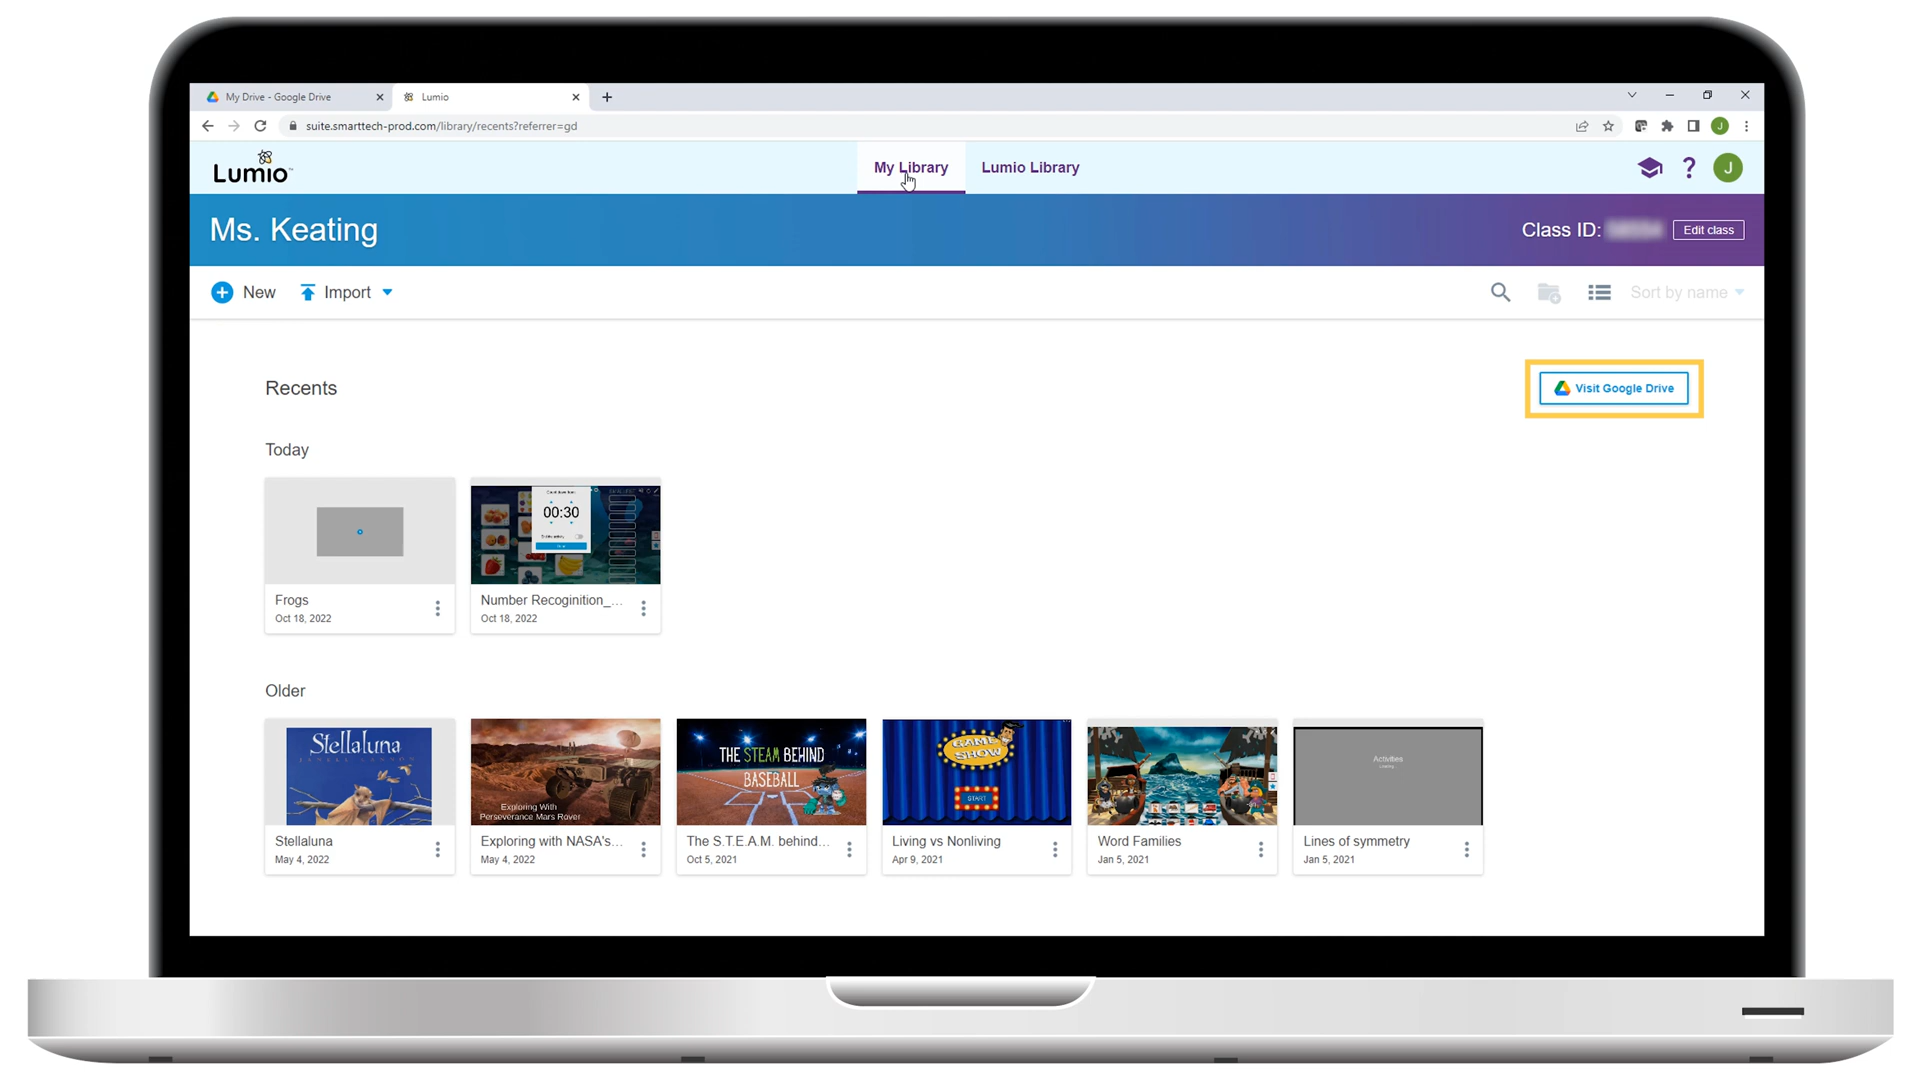 My Drive - Google Drive
Lumio
suite.smarttech-prod.com/library/recents?referrer=gd
J
Lumio
My Library
Lumio Library
?
J
Ms. Keating
Class ID:
Edit class
New
Import
Sort by name
Recents
Visit Google Drive
Today
00:30
Frogs
Oct 18, 2022
Number Recoginition_...
Oct 18, 2022
Older
Stellaluna
JANELL CANNON
Exploring With
Perseverance Mars Rover
THE STEAM BEHIND
BASEBALL
GAME
SHOW
START
Activities
Stellaluna
May 4, 2022
Exploring with NASA's...
May 4, 2022
The S.T.E.A.M. behind...
Oct 5, 2021
Living vs Nonliving
Apr 9, 2021
Word Families
Jan 5, 2021
Lines of symmetry
Jan 5, 2021